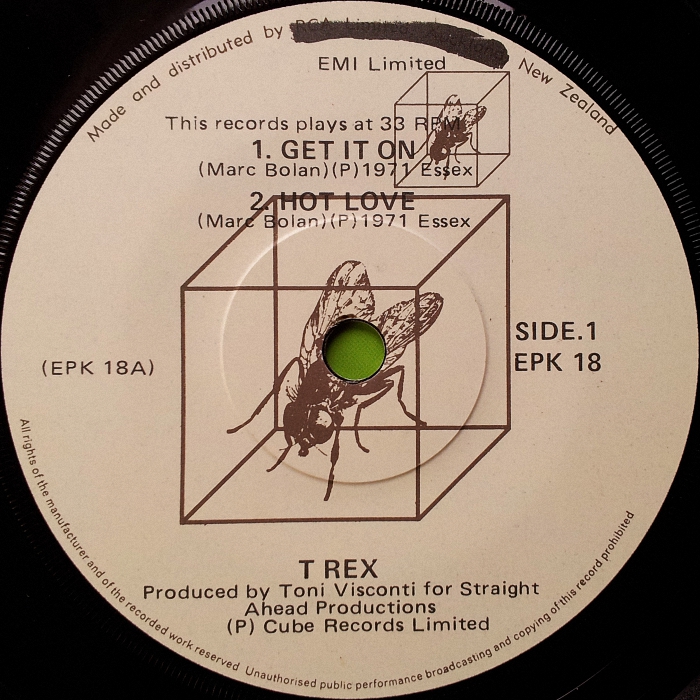 Made and distributed by
New Zealand
EMI Limited
This records plays at 33 RPM
1. GET IT ON
(Marc Bolan)(P)1971 Essex
2. HOT LOVE
(Marc Bolan)(P)1971 Essex
SIDE.1
(EPK 18A)
EPK 18
T REX
Produced by Toni Visconti for Straight
Ahead Productions
(P) Cube Records Limited
All rights of the manufacturer and of the recorded work reserved Unauthorised public performance broadcasting and copying of this record prohibited